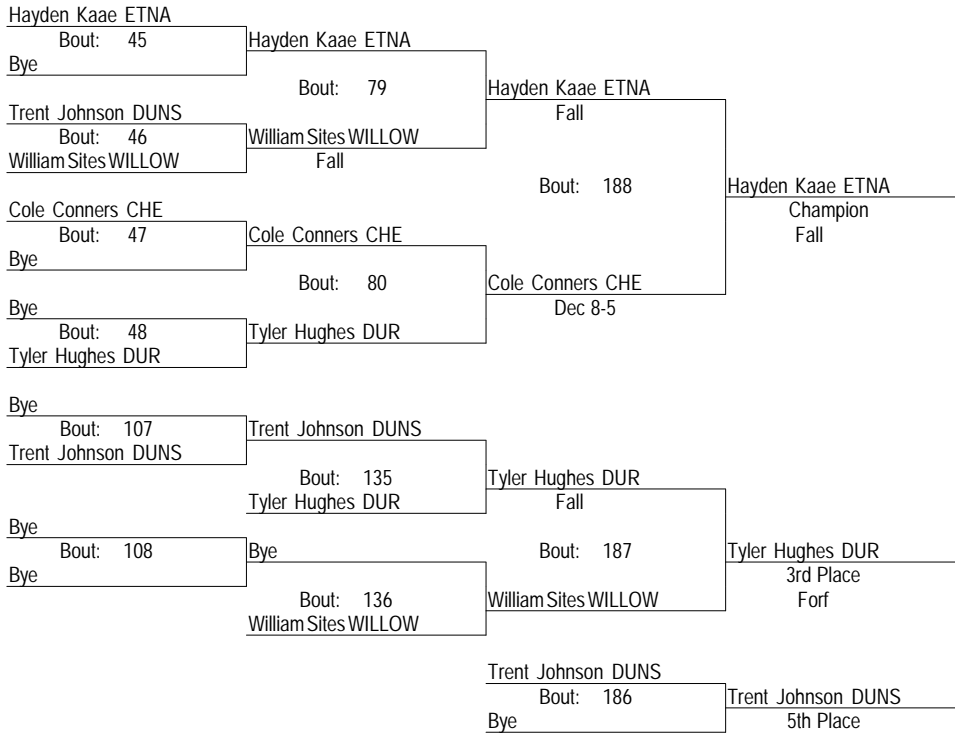 Hayden Kaae ETNA
Bout: 45
Bye
Hayden Kaae ETNA
Bout: 79
Trent Johnson DUNS
Bout: 46
William Sites WILLOW
William Sites WILLOW
Fall
Hayden Kaae ETNA
Fall
Bout: 188
Cole Conners CHE
Bout: 47
Bye
Cole Conners CHE
Bout: 80
Bye
Bout: 48
Tyler Hughes DUR
Tyler Hughes DUR
Cole Conners CHE
Dec 8-5
Hayden Kaae ETNA
Champion
Fall
Bye
Bout: 107
Trent Johnson DUNS
Trent Johnson DUNS
Bout: 135
Tyler Hughes DUR
Tyler Hughes DUR
Fall
Bout: 187
Bye
Bout: 108
Bye
Bye
Bout: 136
William Sites WILLOW
William Sites WILLOW
Tyler Hughes DUR
3rd Place
Forf
Trent Johnson DUNS
Bout: 186
Bye
Trent Johnson DUNS
5th Place